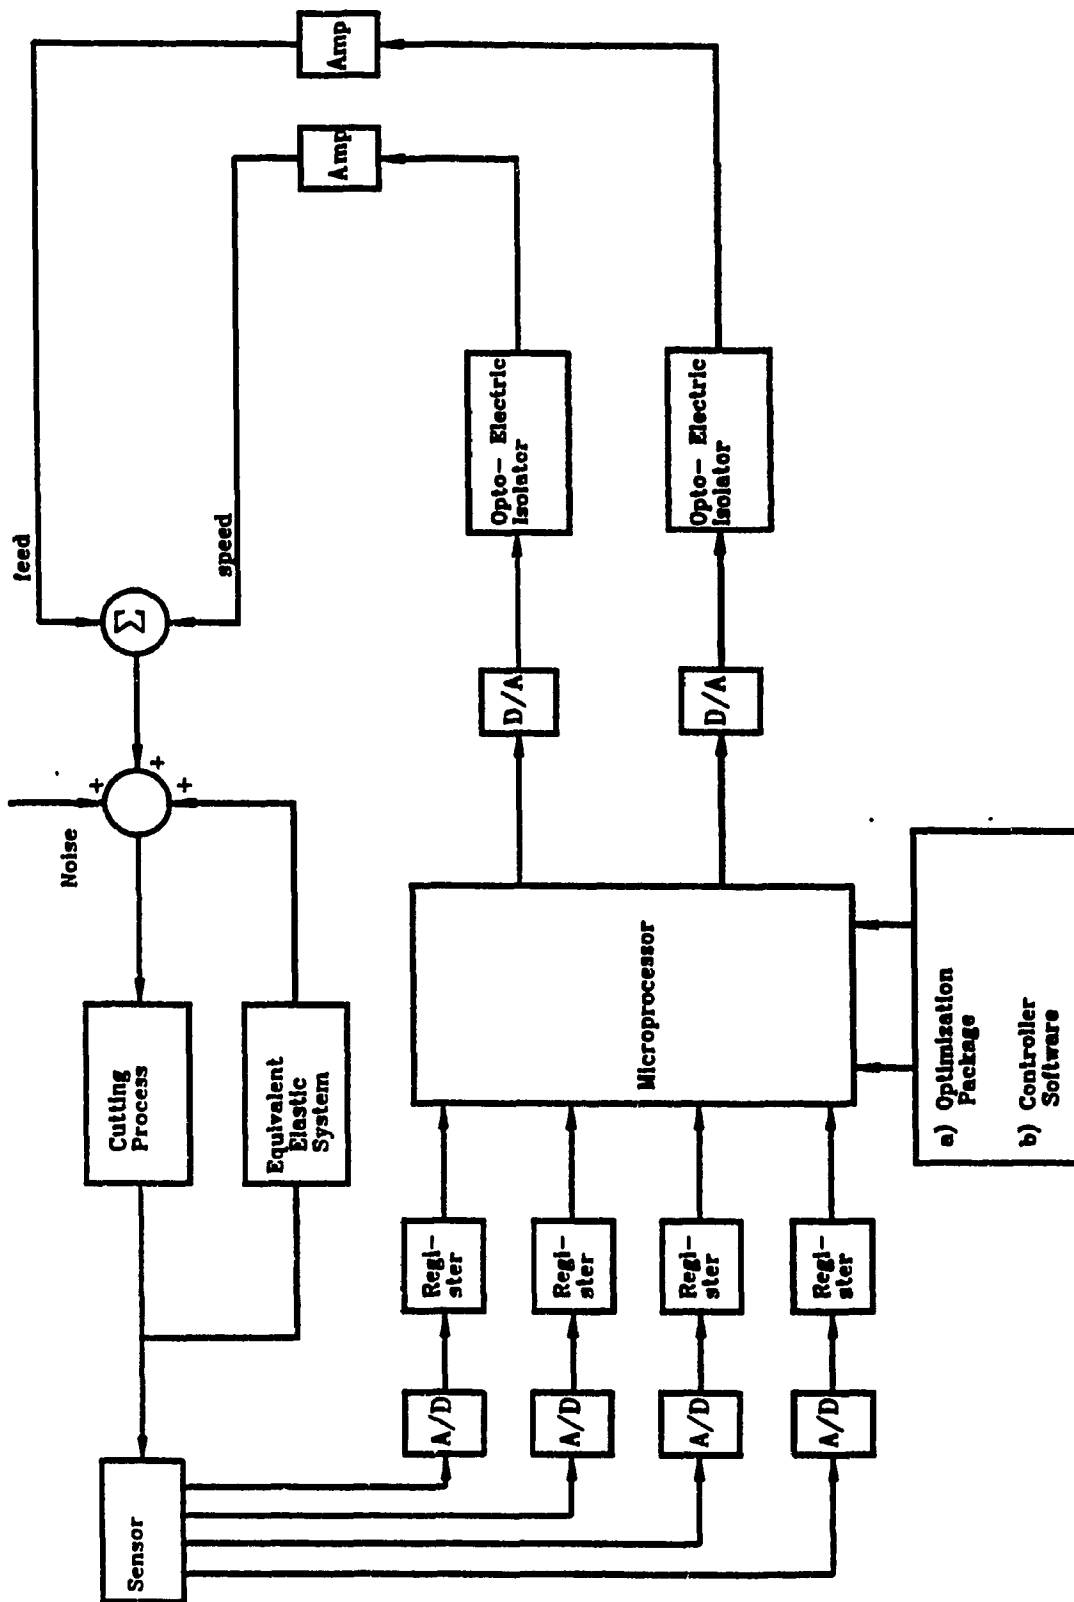 feed
Amp
Amp
speed
Σ
Noise
+
+
+
Cutting
Process
Equivalent
Elastic
System
Sensor
A/D
A/D
A/D
A/D
Regi-
ster
Regi-
ster
Regi-
ster
Regi-
ster
Microprocessor
D/A
D/A
Opto- Electric
Isolator
Opto- Electric
Isolator
a) Optimization
Package
b) Controller
Software